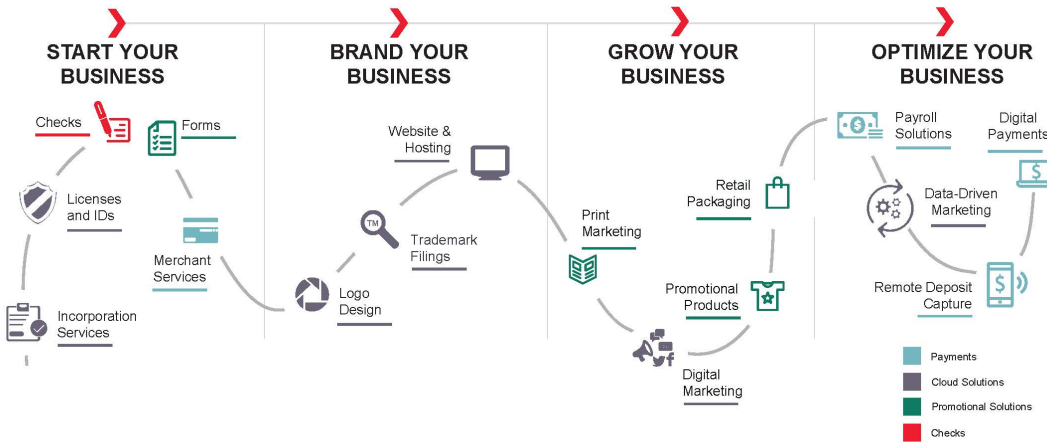 START YOUR
BUSINESS
BRAND YOUR
BUSINESS
GROW YOUR
BUSINESS
OPTIMIZE YOUR
BUSINESS
Checks
Forms
Licenses
and IDs
Merchant
Services
Incorporation
Services
Website &
Hosting
TM
Trademark
Filings
Logo
Design
Print
Marketing
Retail
Packaging
Promotional
Products
Digital
Marketing
$
Payroll
Solutions
Digital
Payments
$
Data-Driven
Marketing
Remote Deposit
Capture
$
Payments
Cloud Solutions
Promotional Solutions
Checks